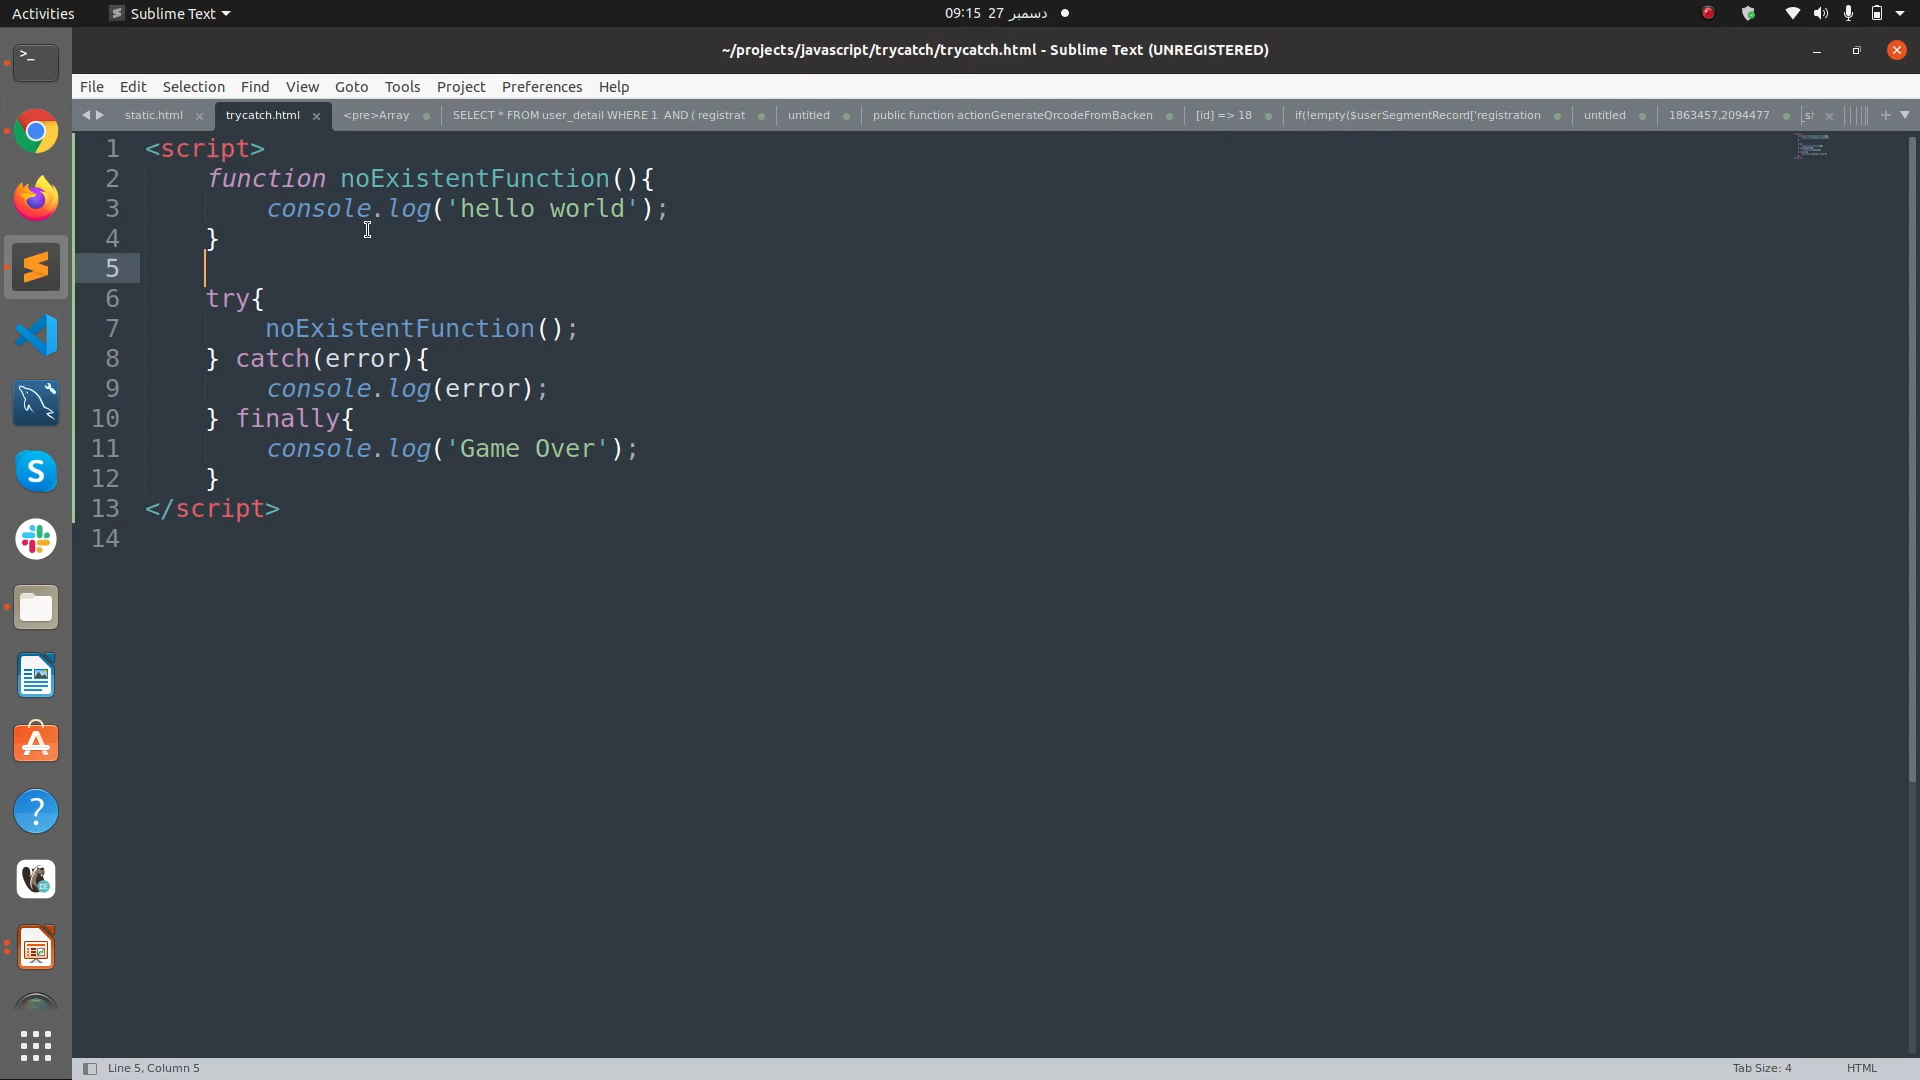 Activities
Sublime Text
09:15 27 دسمبر
~/projects/javascript/trycatch/trycatch.html - Sublime Text (UNREGISTERED)
File Edit Selection Find View Goto Tools Project Preferences Help
static.html trycatch.html <pre>Array SELECT * FROM user_detail WHERE 1 AND ( registrat untitled public function actionGenerateQrcodeFromBacken [id] => 18 if(!empty($userSegmentRecord['registration untitled 1863457,2094477
1 <script>
2 function noExistentFunction(){
3 console.log('hello world');
4 }
5
6 try{
7 noExistentFunction();
8 } catch(error){
9 console.log(error);
10 } finally{
11 console.log('Game Over');
12 }
13 </script>
14
Line 5, Column 5
Tab Size: 4
HTML